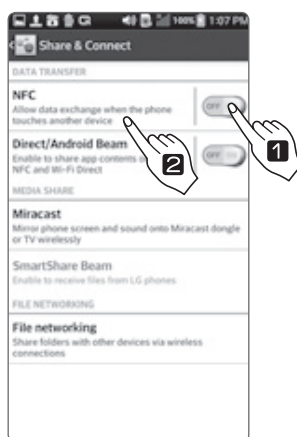 100% 1:07 PM
Share & Connect
DATA TRANSFER
NFC
Allow data exchange when the phone
touches another device
OFF
1
Direct/Android Beam
Enable to share app contents
NFC and Wi-Fi Direct
OFF
2
MEDIA SHARE
Miracast
Mirror phone screen and sound onto Miracast dongle
or TV wirelessly
SmartShare Beam
Enable to receive files from LG phones
FILE NETWORKING
File networking
Share folders with other devices via wireless
connections